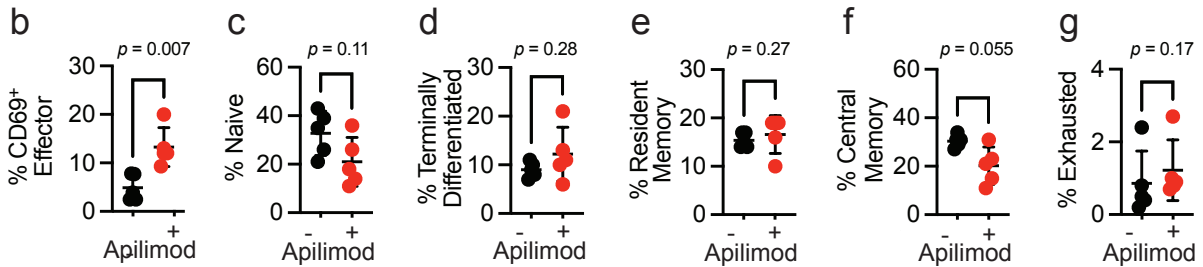 b
p = 0.007
% CD69+
Effector
30
20
10
0
-
+
Apilimod
c
p = 0.11
% Naive
60
40
20
0
-
+
Apilimod
d
p = 0.28
% Terminally
Differentiated
30
20
10
0
-
+
Apilimod
e
p = 0.27
% Resident
Memory
30
20
10
0
-
+
Apilimod
f
p = 0.055
% Central
Memory
60
40
20
0
-
+
Apilimod
g
p = 0.17
% Exhausted
4
2
0
-
+
Apilimod